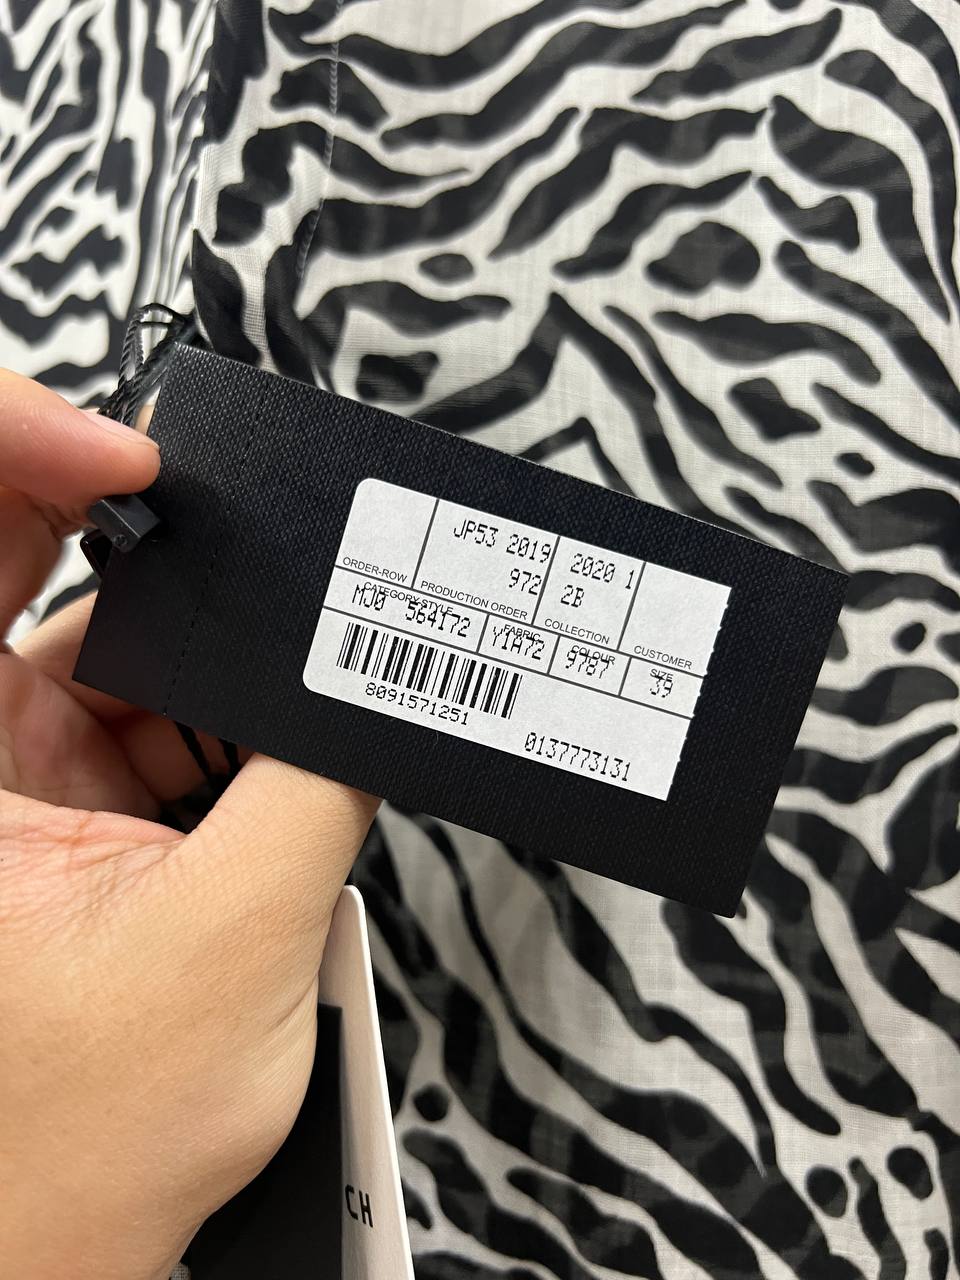 JP53 2019
972
2020 1
2B
ORDER-ROW
PRODUCTION ORDER
COLLECTION
CUSTOMER
CATEGORY-STYLE
FABRIC
COLOUR
SIZE
MJ0 564172
Y1A72
9787
39
8091571251
0137773131
CH